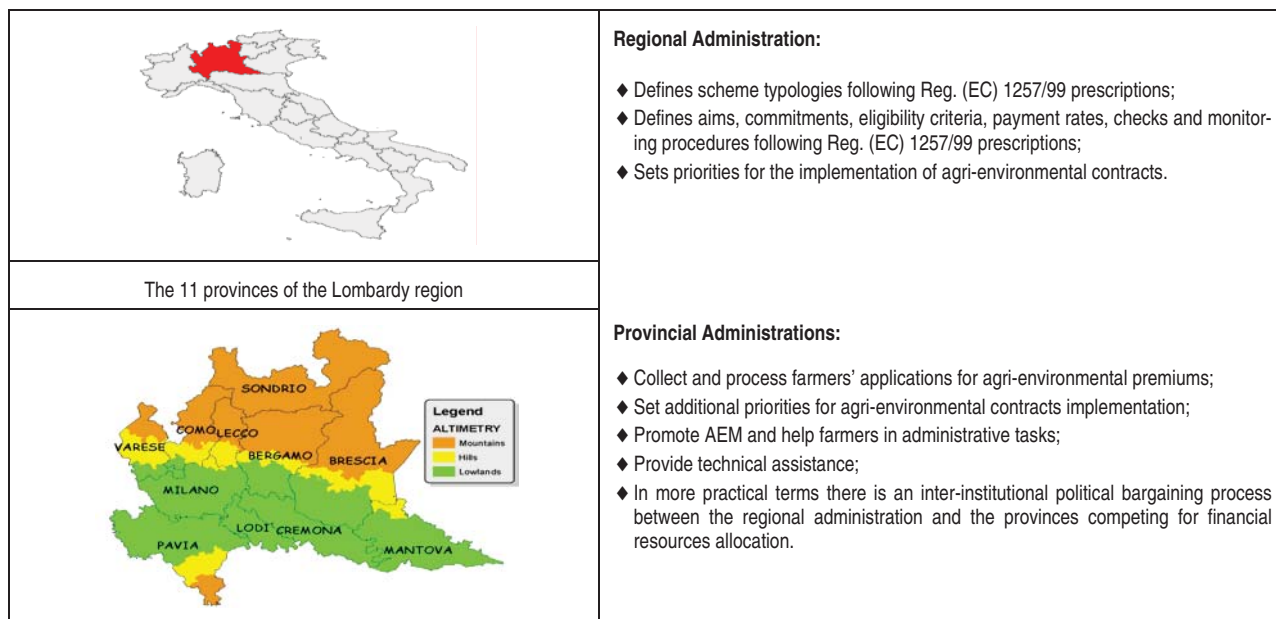 Regional Administration:
♦ Defines scheme typologies following Reg. (EC) 1257/99 prescriptions;
♦ Defines aims, commitments, eligibility criteria, payment rates, checks and monitor-
ing procedures following Reg. (EC) 1257/99 prescriptions;
♦ Sets priorities for the implementation of agri-environmental contracts.
The 11 provinces of the Lombardy region
SONDRIO
COMO
LECCO
VARESE
BERGAMO
BRESCIA
MILANO
LODI'
CREMONA
PAVIA
MANTOVA
Legend
ALTIMETRY
Mountains
Hills
Lowlands
Provincial Administrations:
♦ Collect and process farmers' applications for agri-environmental premiums;
♦ Set additional priorities for agri-environmental contracts implementation;
♦ Promote AEM and help farmers in administrative tasks;
♦ Provide technical assistance;
♦ In more practical terms there is an inter-institutional political bargaining process
between the regional administration and the provinces competing for financial
resources allocation.